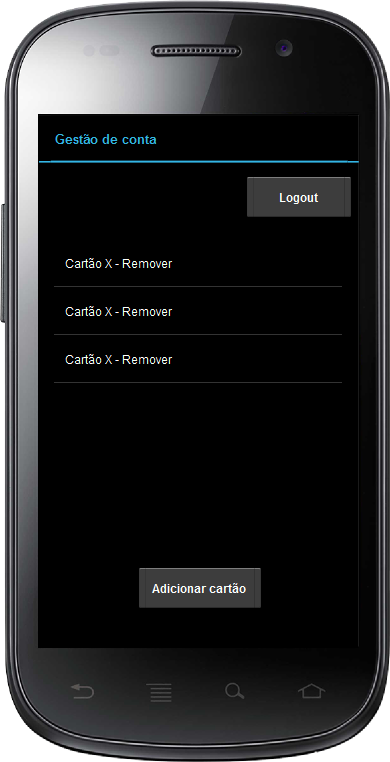 Gestão de conta
Logout
Cartão X - Remover
Cartão X - Remover
Cartão X - Remover
Adicionar cartão